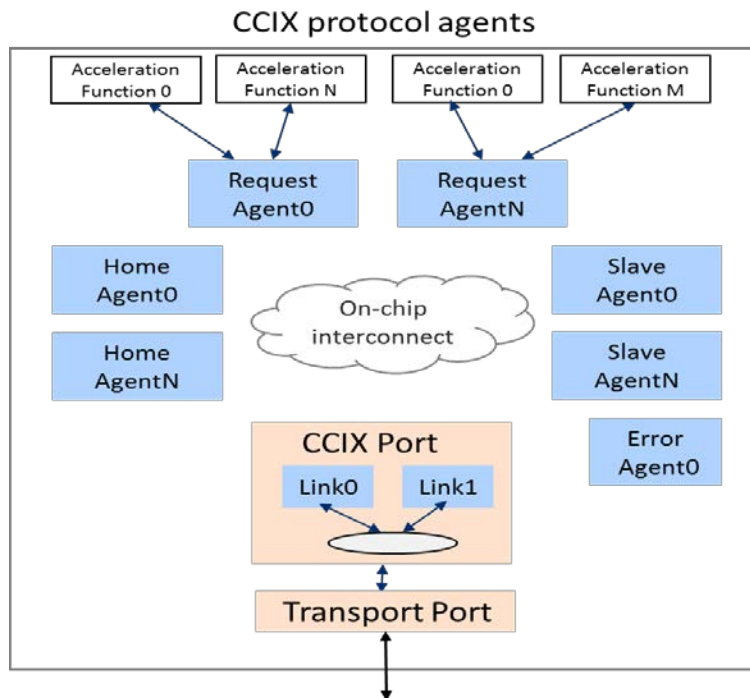 CCIX protocol agents
Acceleration
Function 0
Acceleration
Function N
Acceleration
Function 0
Acceleration
Function M
Request
Agent0
Request
AgentN
Home
Agent0
On-chip
interconnect
Slave
Agent0
Home
AgentN
Slave
AgentN
Error
Agent0
CCIX Port
Link0
Link1
Transport Port